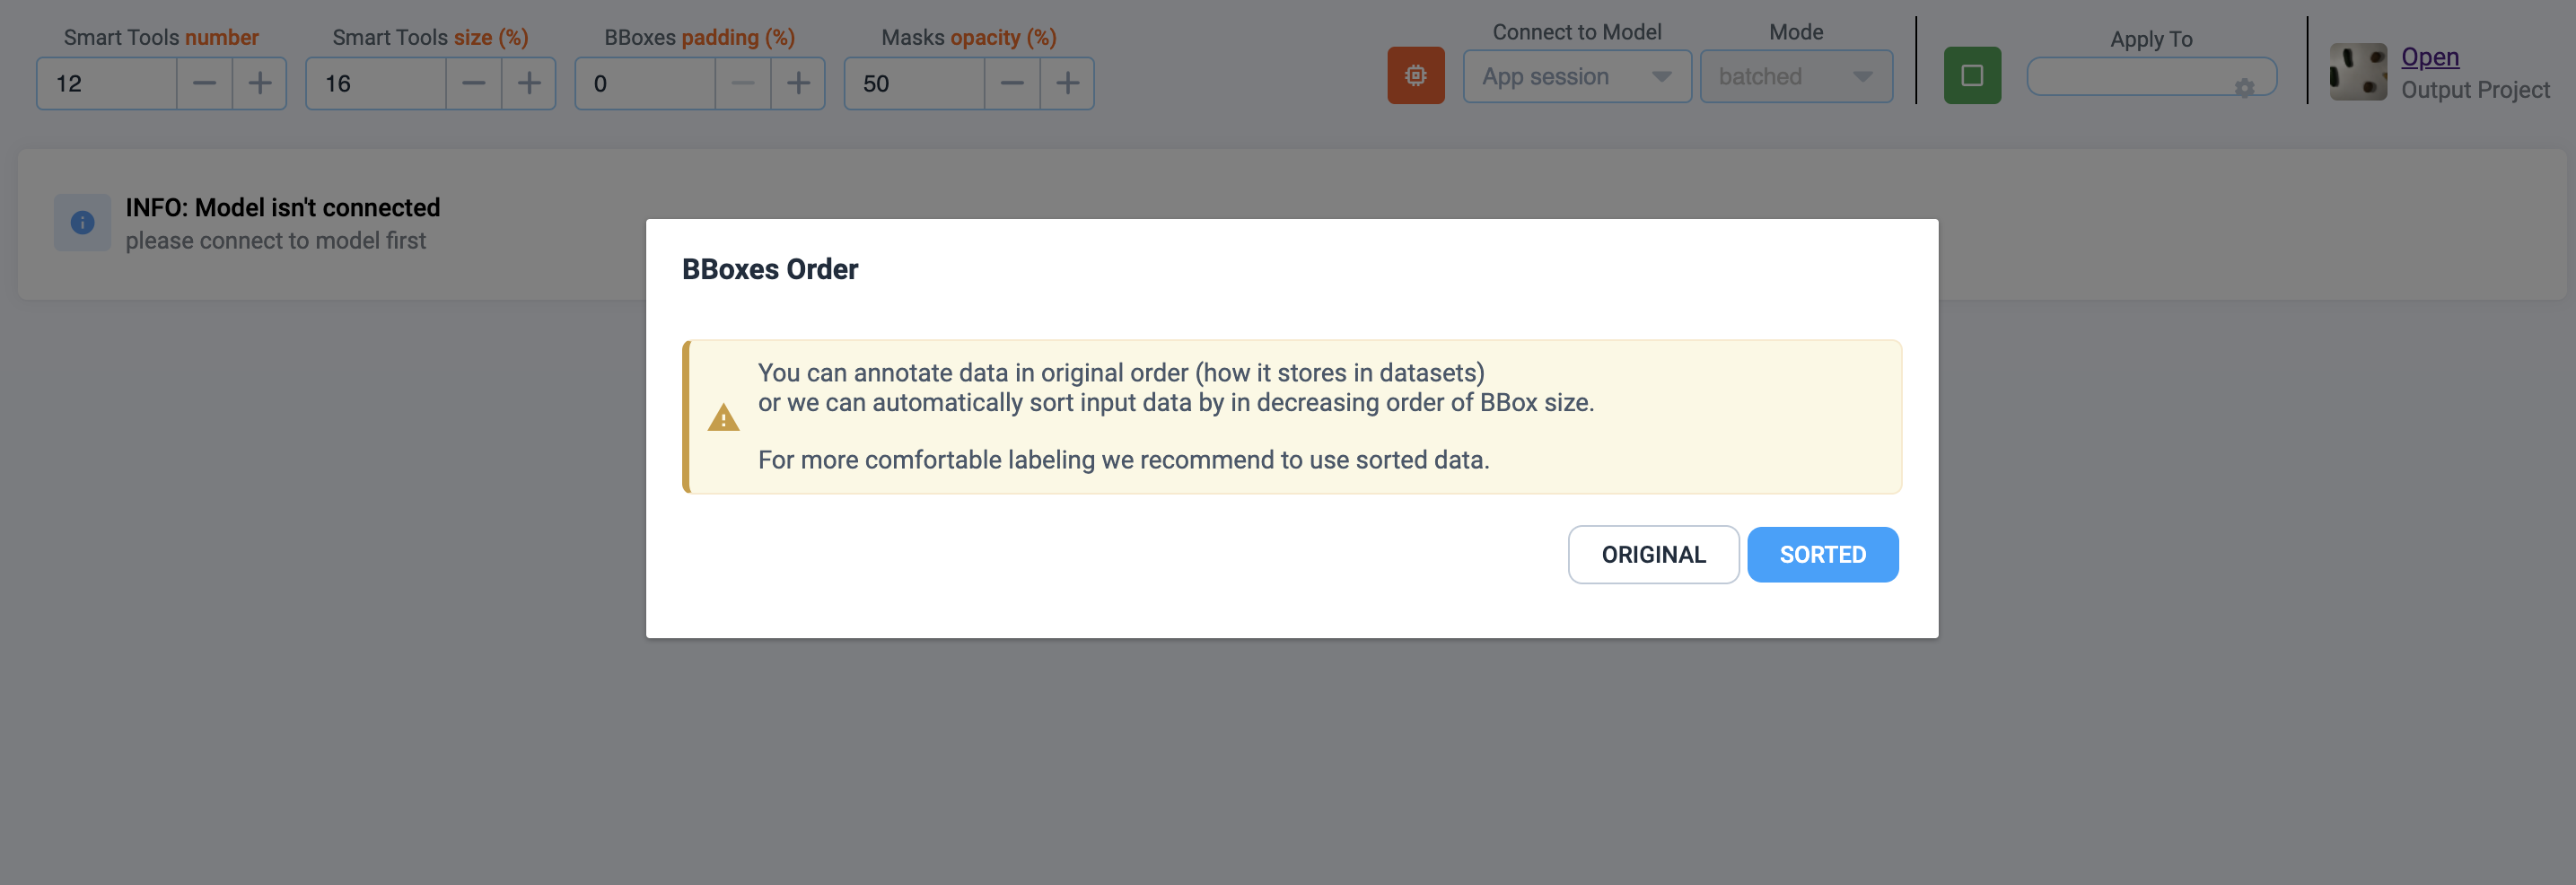 Smart Tools number
Smart Tools size (%)
BBoxes padding (%)
Masks opacity (%)
Connect to Model
Mode
Apply To
12
16
0
50
App session
batched
Open
Output Project
INFO: Model isn't connected
please connect to model first
BBoxes Order
You can annotate data in original order (how it stores in datasets)
or we can automatically sort input data by in decreasing order of BBox size.
For more comfortable labeling we recommend to use sorted data.
ORIGINAL
SORTED